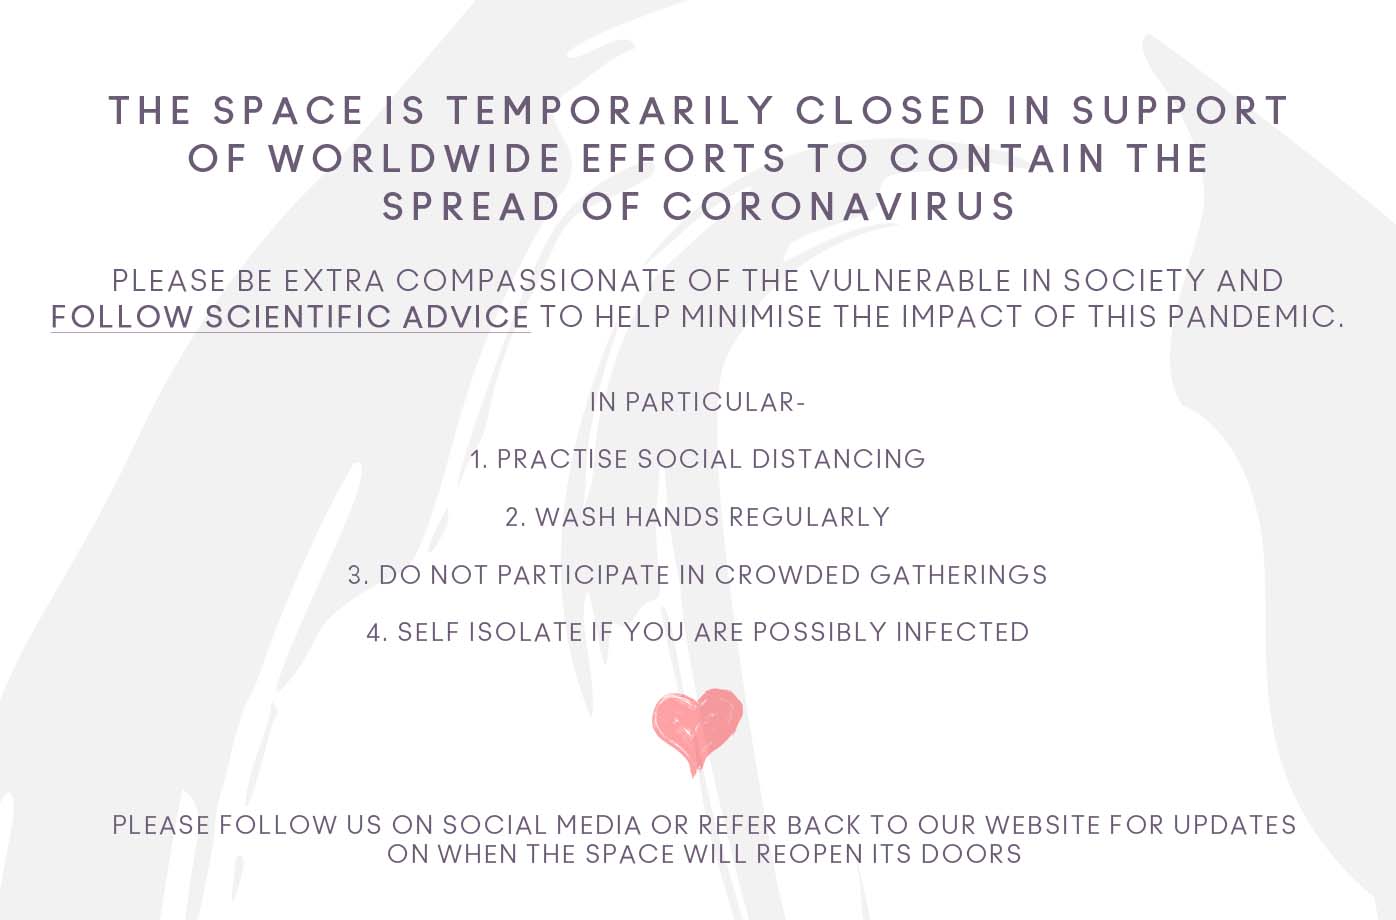 THE SPACE IS TEMPORARILY CLOSED IN SUPPORT
OF WORLDWIDE EFFORTS TO CONTAIN THE
SPREAD OF CORONAVIRUS
PLEASE BE EXTRA COMPASSIONATE OF THE VULNERABLE IN SOCIETY AND
FOLLOW SCIENTIFIC ADVICE TO HELP MINIMISE THE IMPACT OF THIS PANDEMIC.
IN PARTICULAR-
1. PRACTISE SOCIAL DISTANCING
2. WASH HANDS REGULARLY
3. DO NOT PARTICIPATE IN CROWDED GATHERINGS
4. SELF ISOLATE IF YOU ARE POSSIBLY INFECTED
PLEASE FOLLOW US ON SOCIAL MEDIA OR REFER BACK TO OUR WEBSITE FOR UPDATES
ON WHEN THE SPACE WILL REOPEN ITS DOORS